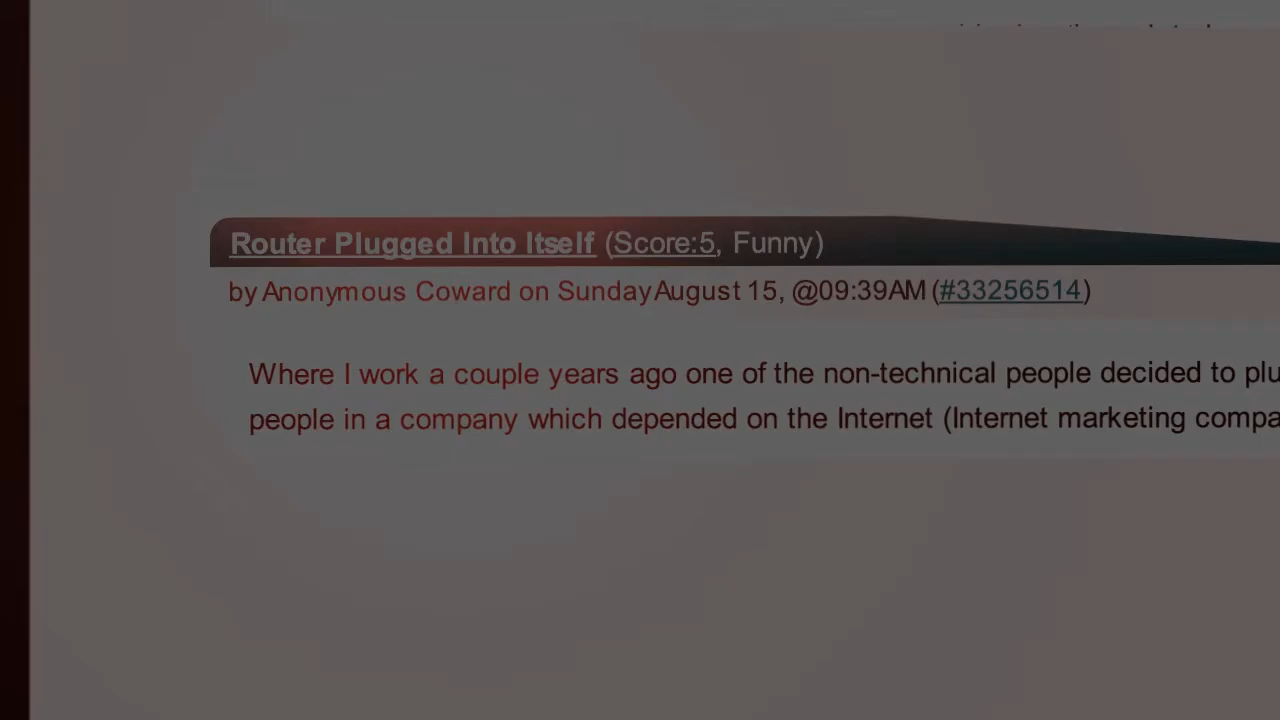 Router Plugged Into Itself (Score:5, Funny)
by Anonymous Coward on Sunday August 15, @09:39AM (#33256514)
Where I work a couple years ago one of the non-technical people decided to plu
people in a company which depended on the Internet (Internet marketing compa